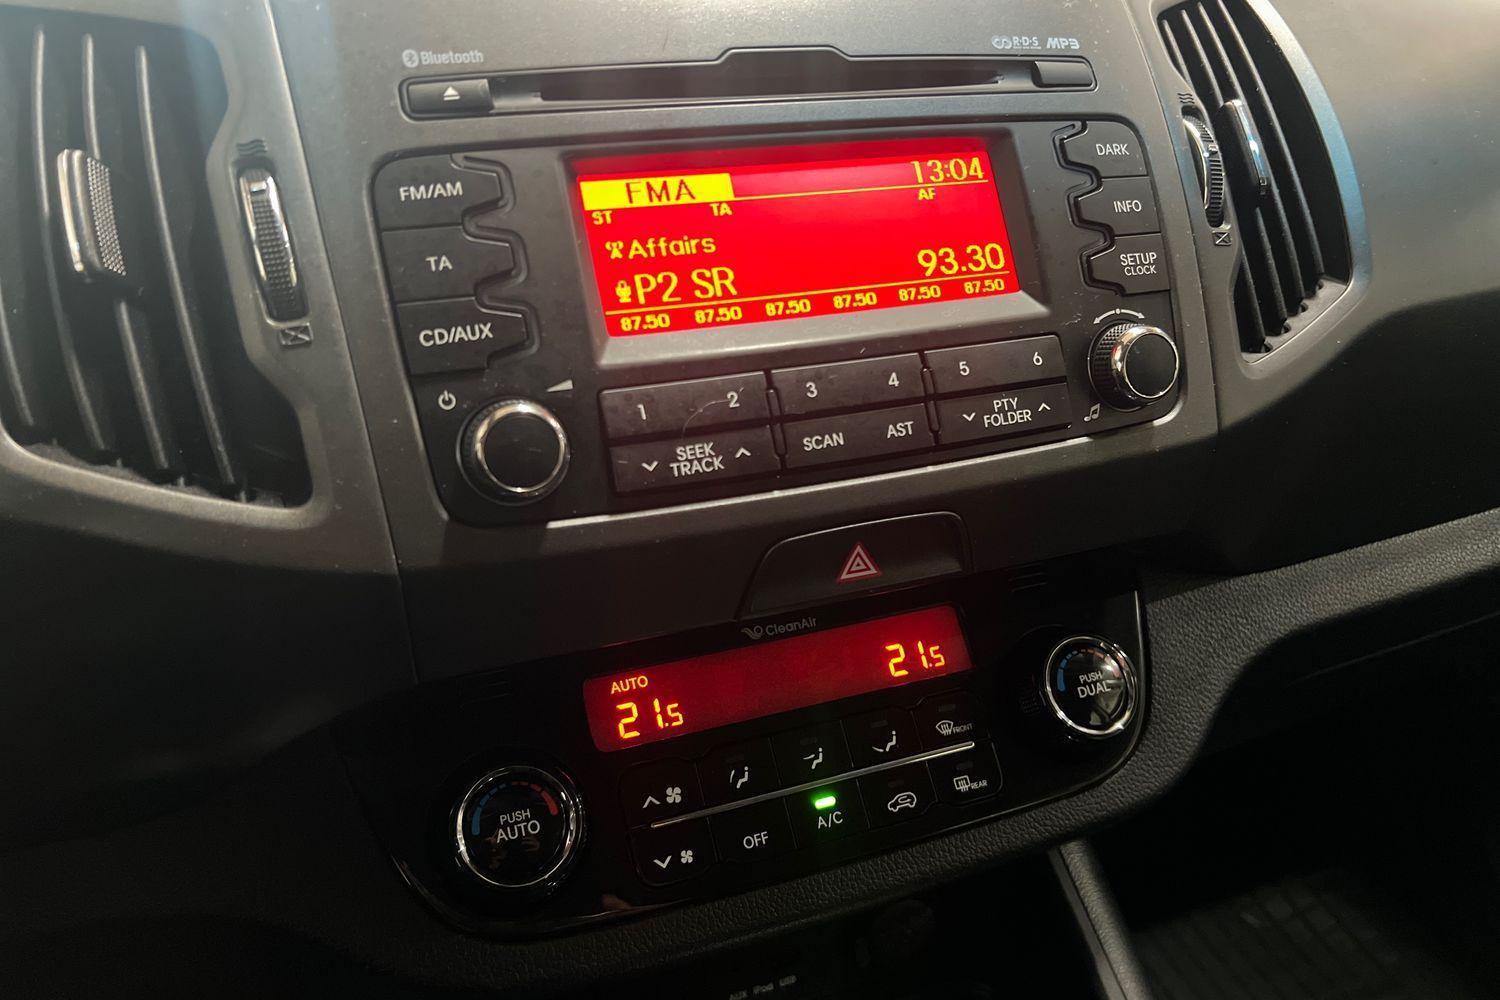 Bluetooth
R·D·S MP3
FM/AM
TA
CD/AUX
FMA 13:04
ST TA AF
Affairs
P2 SR 93.30
87.50 87.50 87.50 87.50 87.50 87.50
DARK
INFO
SETUP
CLOCK
1 2 3 4 5 6
SEEK
TRACK
SCAN AST
PTY
FOLDER
CleanAir
AUTO
21.5 21.5
PUSH
AUTO
PUSH
DUAL
FRONT
OFF A/C
REAR
AUX iPod USB